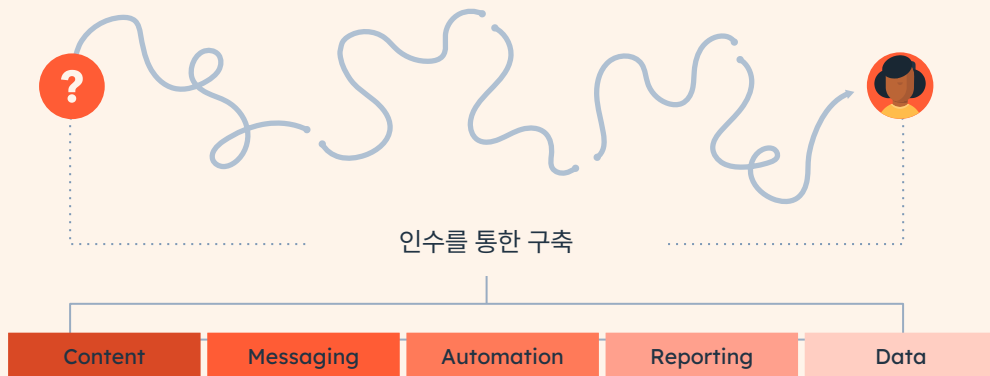 ?
인수를 통한 구축
Content
Messaging
Automation
Reporting
Data